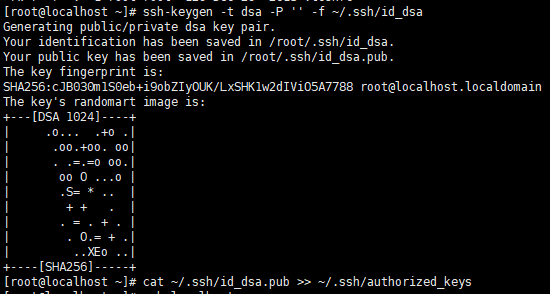 [root@localhost ~]# ssh-keygen -t dsa -P '' -f ~/.ssh/id_dsa
Generating public/private dsa key pair.
Your identification has been saved in /root/.ssh/id_dsa.
Your public key has been saved in /root/.ssh/id_dsa.pub.
The key fingerprint is:
SHA256:cJB030m1S0eb+i9obZIyOUK/LxSHK1w2dIViO5A7788 root@localhost.localdomain
The key's randomart image is:
+---[DSA 1024]----+
|     .o...  .+o .|
|      .oo.+oo. oo|
|      . .=.=o oo.|
|       oo O ...o |
|       .S= * ..  |
|        + +   .  |
|       . = . + . |
|        . O.= + .|
|         ..XEo ..|
+----[SHA256]-----+
[root@localhost ~]# cat ~/.ssh/id_dsa.pub >> ~/.ssh/authorized_keys